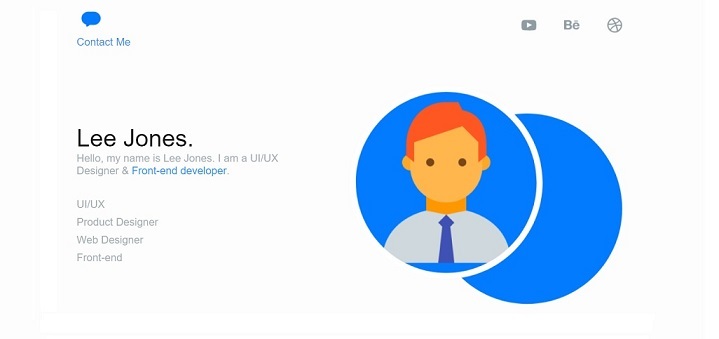 Contact Me
Bē
Lee Jones.
Hello, my name is Lee Jones. I am a UI/UX
Designer & Front-end developer.
UI/UX
Product Designer
Web Designer
Front-end